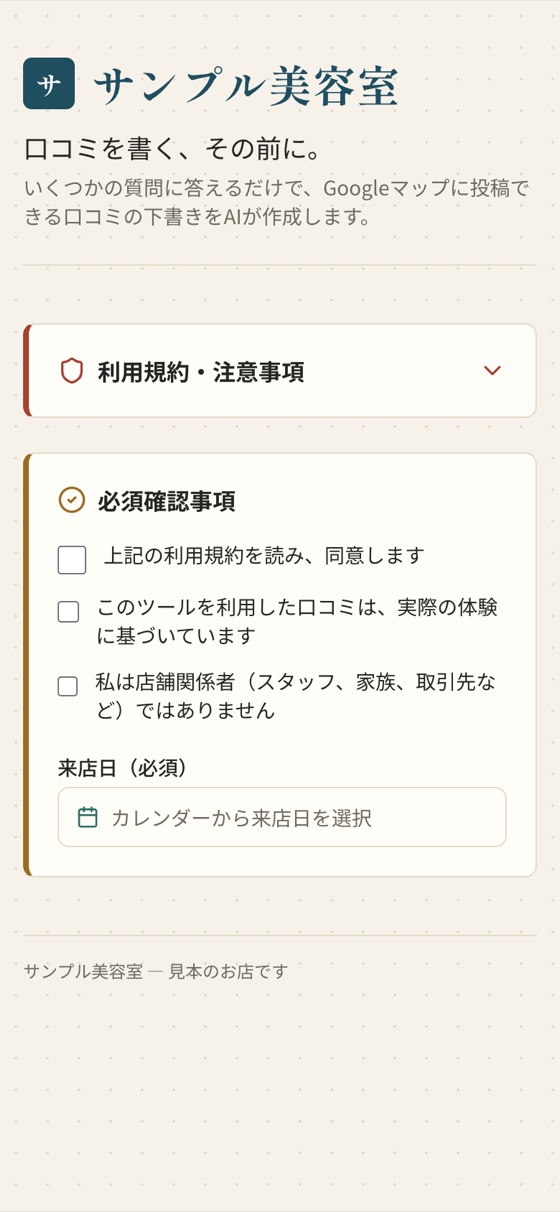 サ サンプル美容室
口コミを書く、その前に。
いくつかの質問に答えるだけで、Googleマップに投稿で
きる口コミの下書きをAIが作成します。
利用規約・注意事項
必須確認事項
上記の利用規約を読み、同意します
このツールを利用した口コミは、実際の体験
に基づいています
私は店舗関係者（スタッフ、家族、取引先な
ど）ではありません
来店日（必須）
カレンダーから来店日を選択
サンプル美容室 — 見本のお店です